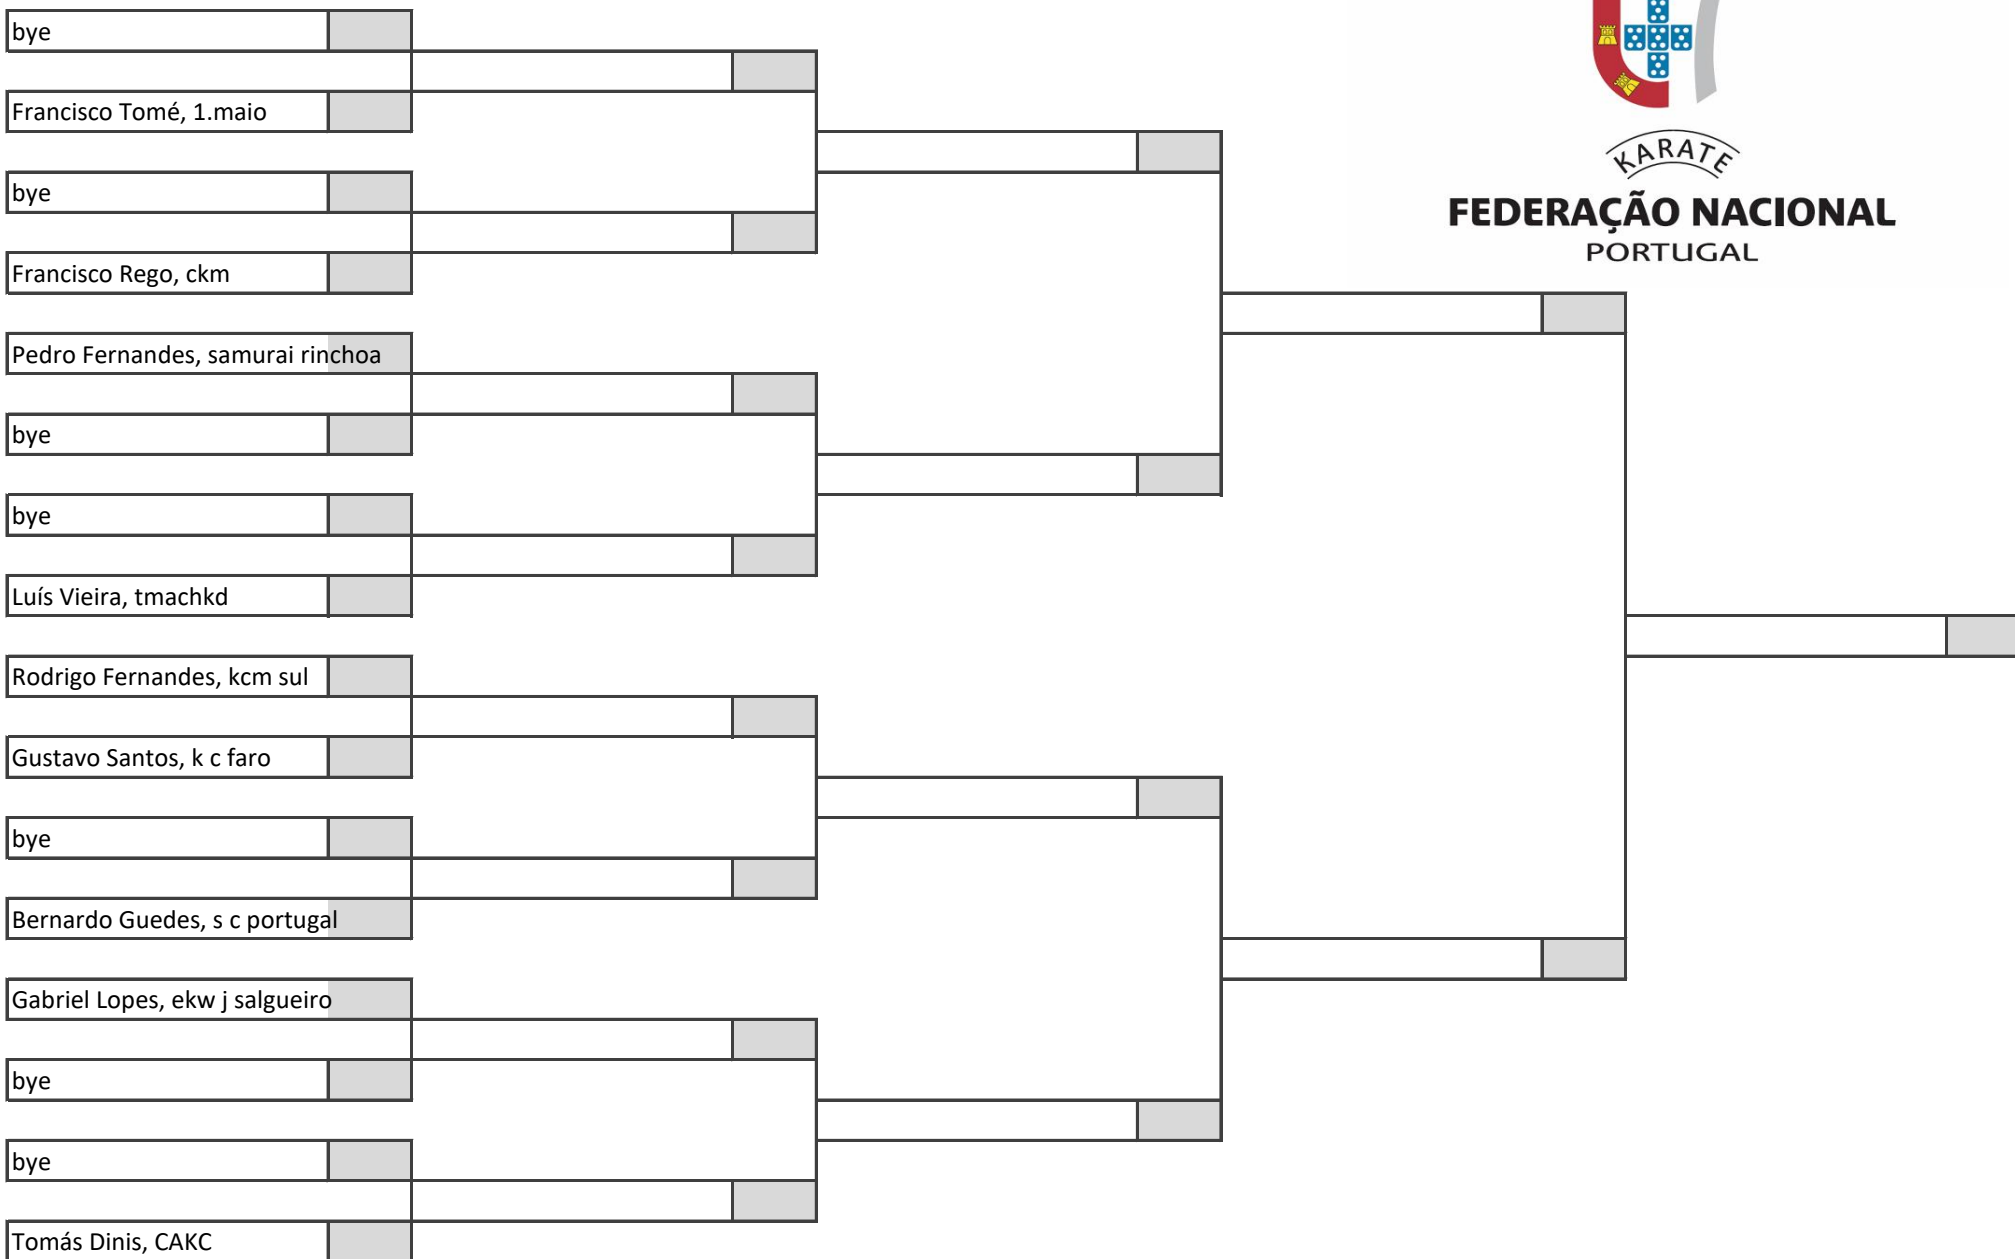 bye
Francisco Tomé, 1.maio
bye
Francisco Rego, ckm
Pedro Fernandes, samurai rinchoa
bye
bye
Luís Vieira, tmachkd
Rodrigo Fernandes, kcm sul
Gustavo Santos, k c faro
bye
Bernardo Guedes, s c portugal
Gabriel Lopes, ekw j salgueiro
bye
bye
Tomás Dinis, CAKC
KARATE
FEDERAÇÃO NACIONAL
PORTUGAL